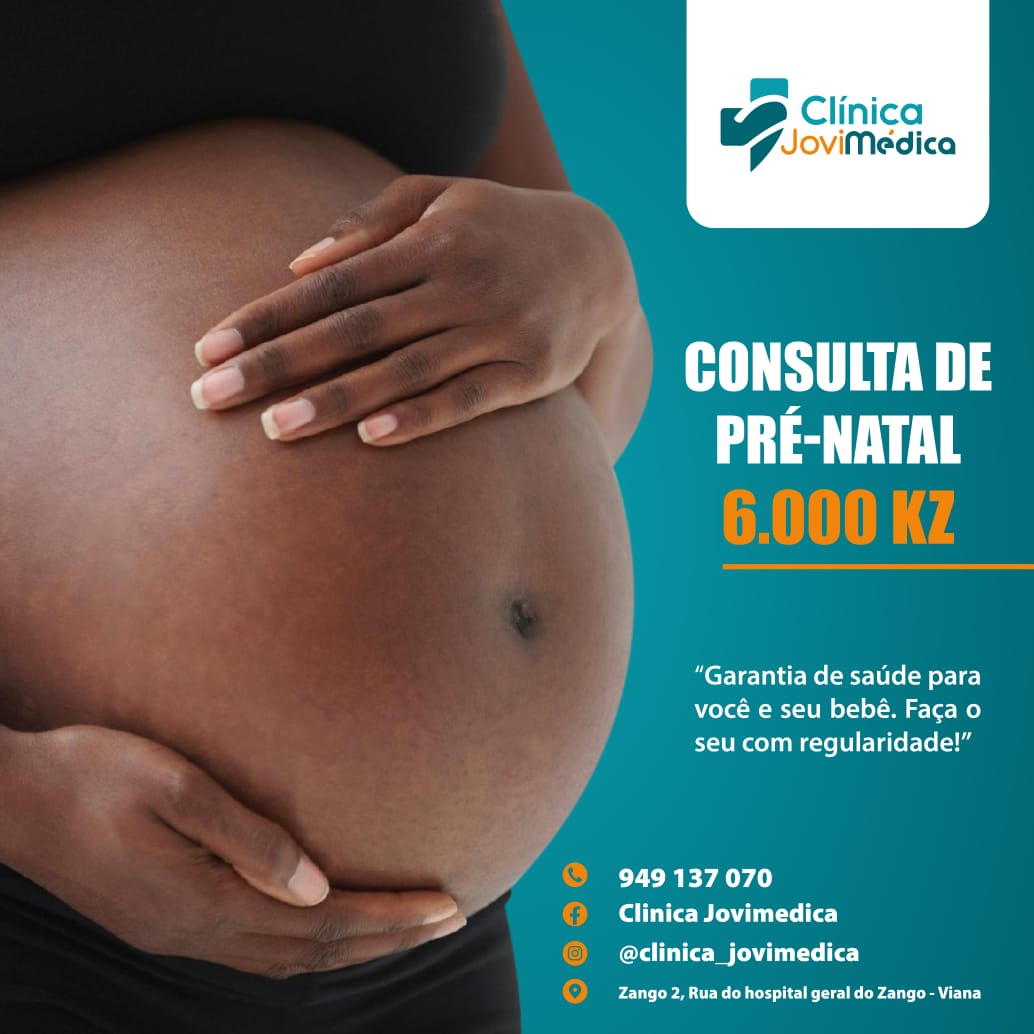 Clínica
JoviMédica
CONSULTA DE
PRÉ-NATAL
6.000 KZ
“Garantia de saúde para
você e seu bebê. Faça o
seu com regularidade!”
949 137 070
Clinica Jovimedica
@clinica_jovimedica
Zango 2, Rua do hospital geral do Zango - Viana